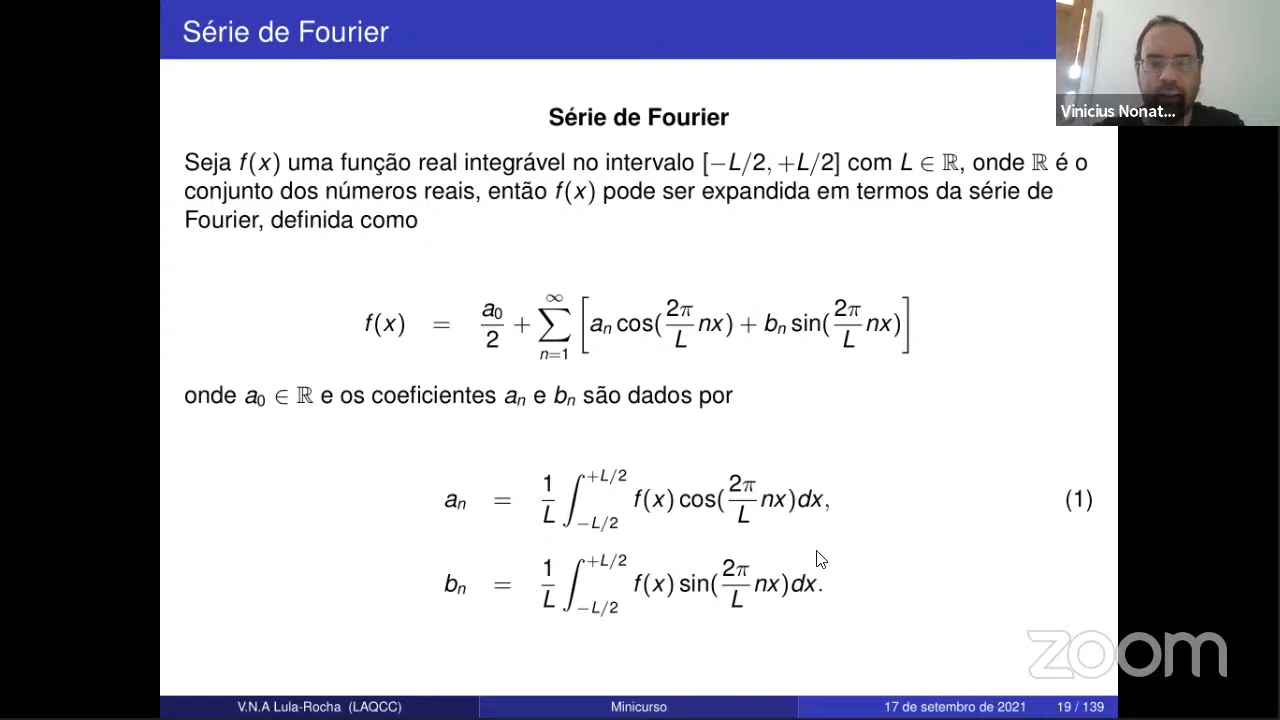 Série de Fourier
Vinicius Nonat...
Série de Fourier
Seja f(x) uma função real integrável no intervalo [−L/2, +L/2] com L ∈ ℝ, onde ℝ é o
conjunto dos números reais, então f(x) pode ser expandida em termos da série de
Fourier, definida como
f(x) = a₀/2 + ∑_{n=1}^{∞} [aₙ cos(2π/L nx) + bₙ sin(2π/L nx)]
onde a₀ ∈ ℝ e os coeficientes aₙ e bₙ são dados por
aₙ = 1/L ∫_{−L/2}^{+L/2} f(x) cos(2π/L nx)dx, (1)
bₙ = 1/L ∫_{−L/2}^{+L/2} f(x) sin(2π/L nx)dx.
zoom
V.N.A Lula-Rocha (LAQCC) Minicurso 17 de setembro de 2021 19 / 139